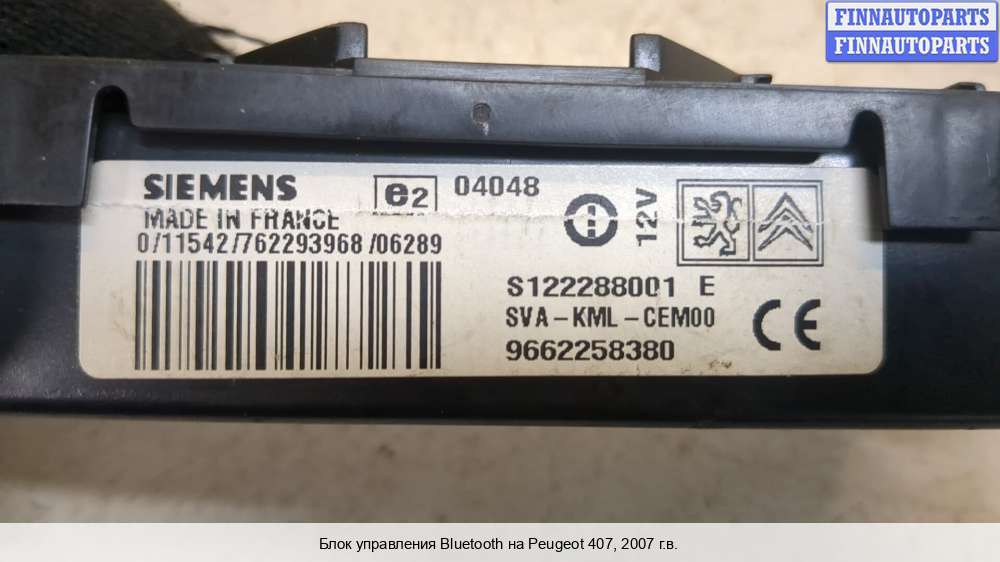 FINNAUTOPARTS
FINNAUTOPARTS
SIEMENS
e2 04048
MADE IN FRANCE
0/11542/762293968/06289
12V
S122288001 E
SVA-KML-CEM00
9662258380
CE
Блок управления Bluetooth на Peugeot 407, 2007 г.в.